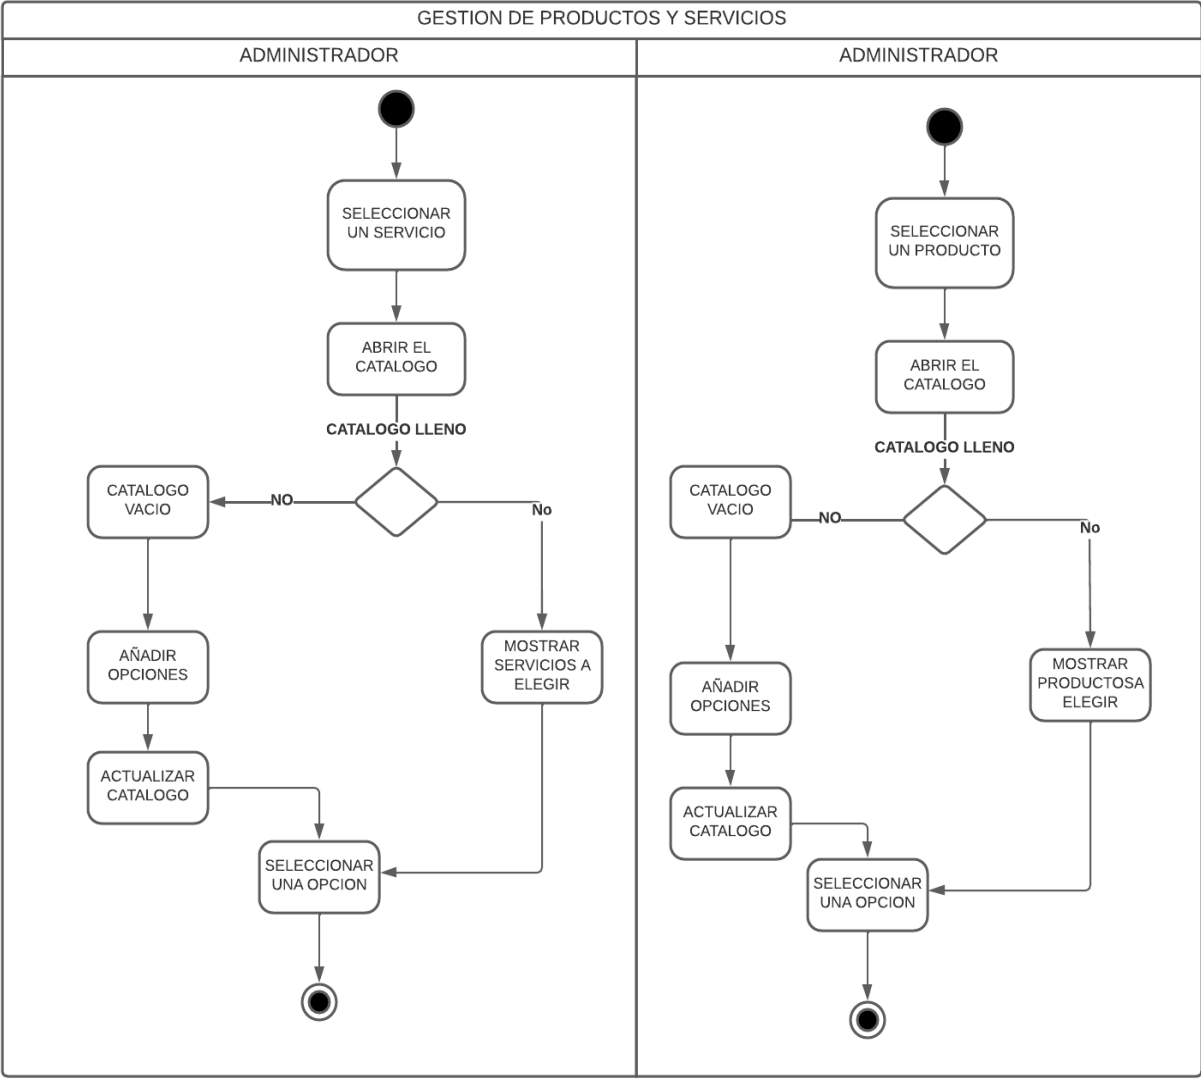 GESTION DE PRODUCTOS Y SERVICIOS
ADMINISTRADOR
SELECCIONAR
UN SERVICIO
ABRIR EL
CATALOGO
CATALOGO LLENO
NO
No
CATALOGO
VACIO
AÑADIR
OPCIONES
ACTUALIZAR
CATALOGO
MOSTRAR
SERVICIOS A
ELEGIR
SELECCIONAR
UNA OPCION
ADMINISTRADOR
SELECCIONAR
UN PRODUCTO
ABRIR EL
CATALOGO
CATALOGO LLENO
NO
No
CATALOGO
VACIO
AÑADIR
OPCIONES
ACTUALIZAR
CATALOGO
MOSTRAR
PRODUCTOSA
ELEGIR
SELECCIONAR
UNA OPCION